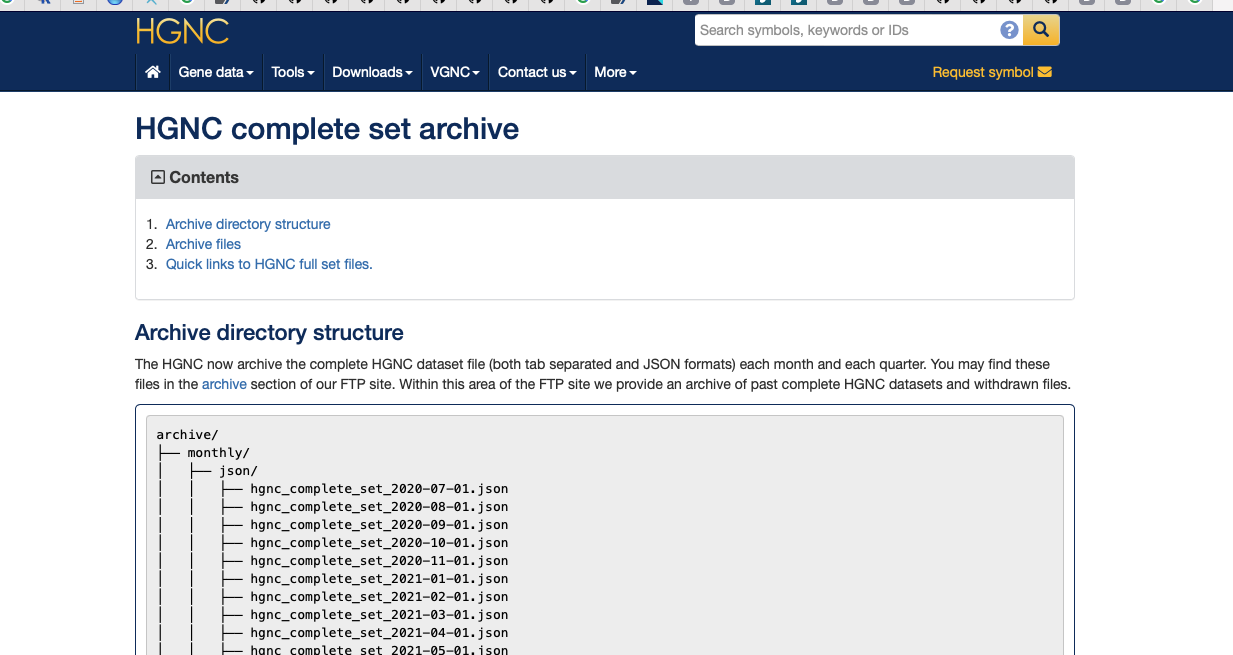 HGNC
Search symbols, keywords or IDs
?
Gene data Tools Downloads VGNC Contact us More Request symbol
HGNC complete set archive
Contents
1. Archive directory structure
2. Archive files
3. Quick links to HGNC full set files.
Archive directory structure
The HGNC now archive the complete HGNC dataset file (both tab separated and JSON formats) each month and each quarter. You may find these
files in the archive section of our FTP site. Within this area of the FTP site we provide an archive of past complete HGNC datasets and withdrawn files.
archive/
├── monthly/
│   ├── json/
│   │   ├── hgnc_complete_set_2020-07-01.json
│   │   ├── hgnc_complete_set_2020-08-01.json
│   │   ├── hgnc_complete_set_2020-09-01.json
│   │   ├── hgnc_complete_set_2020-10-01.json
│   │   ├── hgnc_complete_set_2020-11-01.json
│   │   ├── hgnc_complete_set_2021-01-01.json
│   │   ├── hgnc_complete_set_2021-02-01.json
│   │   ├── hgnc_complete_set_2021-03-01.json
│   │   ├── hgnc_complete_set_2021-04-01.json
│   │   ├── hgnc_complete_set_2021-05-01.json